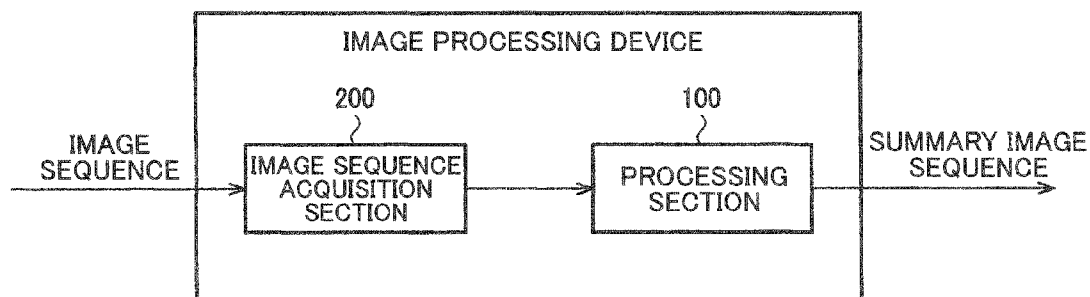 IMAGE PROCESSING DEVICE
200
100
IMAGE
SEQUENCE
IMAGE SEQUENCE
ACQUISITION
SECTION
PROCESSING
SECTION
SUMMARY IMAGE
SEQUENCE